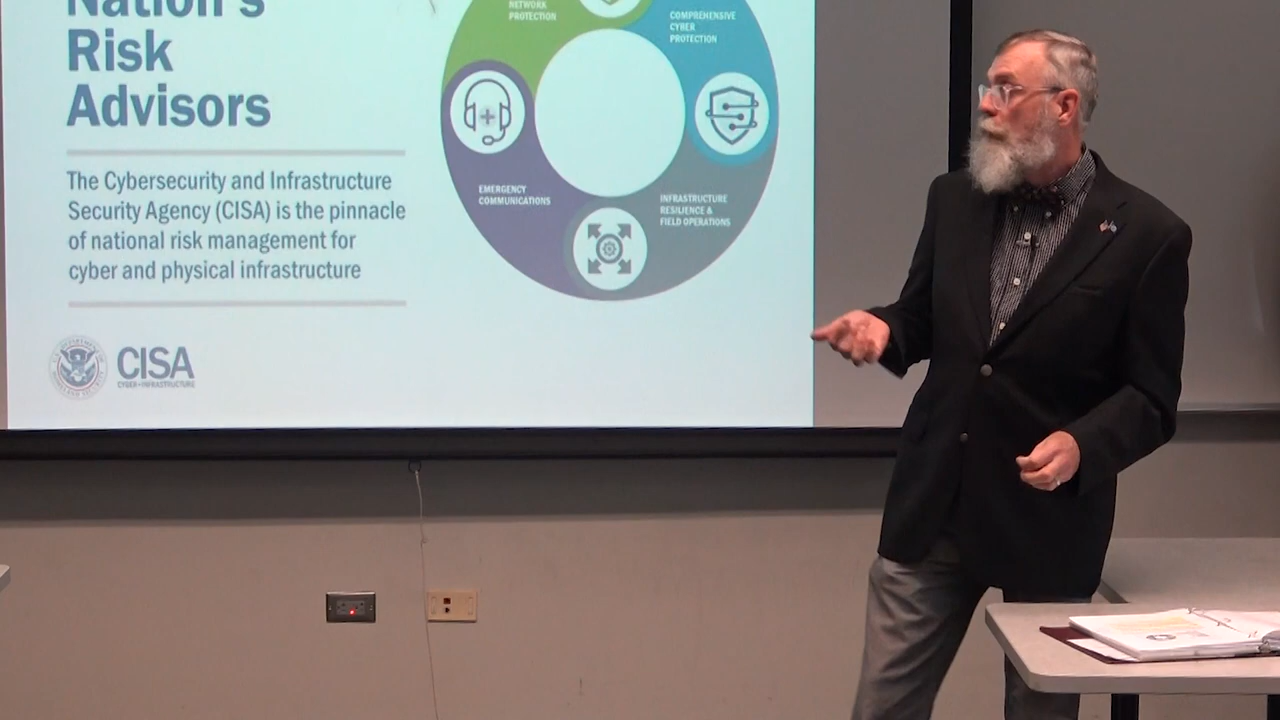 Nation's
Risk
Advisors
The Cybersecurity and Infrastructure
Security Agency (CISA) is the pinnacle
of national risk management for
cyber and physical infrastructure
CISA
CYBER+INFRASTRUCTURE
NETWORK
PROTECTION
COMPREHENSIVE
CYBER
PROTECTION
EMERGENCY
COMMUNICATIONS
INFRASTRUCTURE
RESILIENCE &
FIELD OPERATIONS